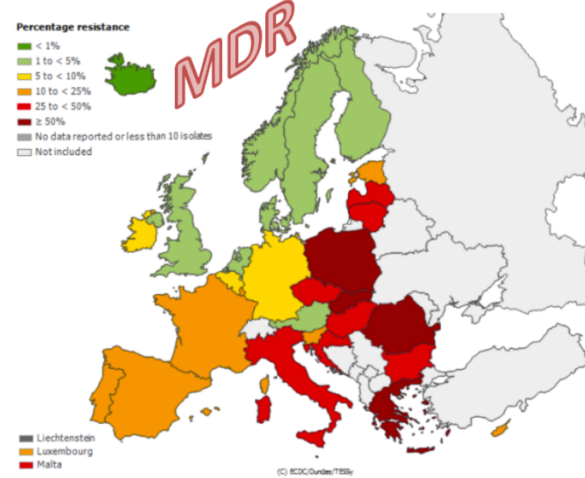 Percentage resistance
< 1%
1 to < 5%
5 to < 10%
10 to < 25%
25 to < 50%
≥ 50%
No data reported or less than 10 isolates
Not included
MDR
Liechtenstein
Luxembourg
Malta
(C) ECDC/Dundas/TESSy